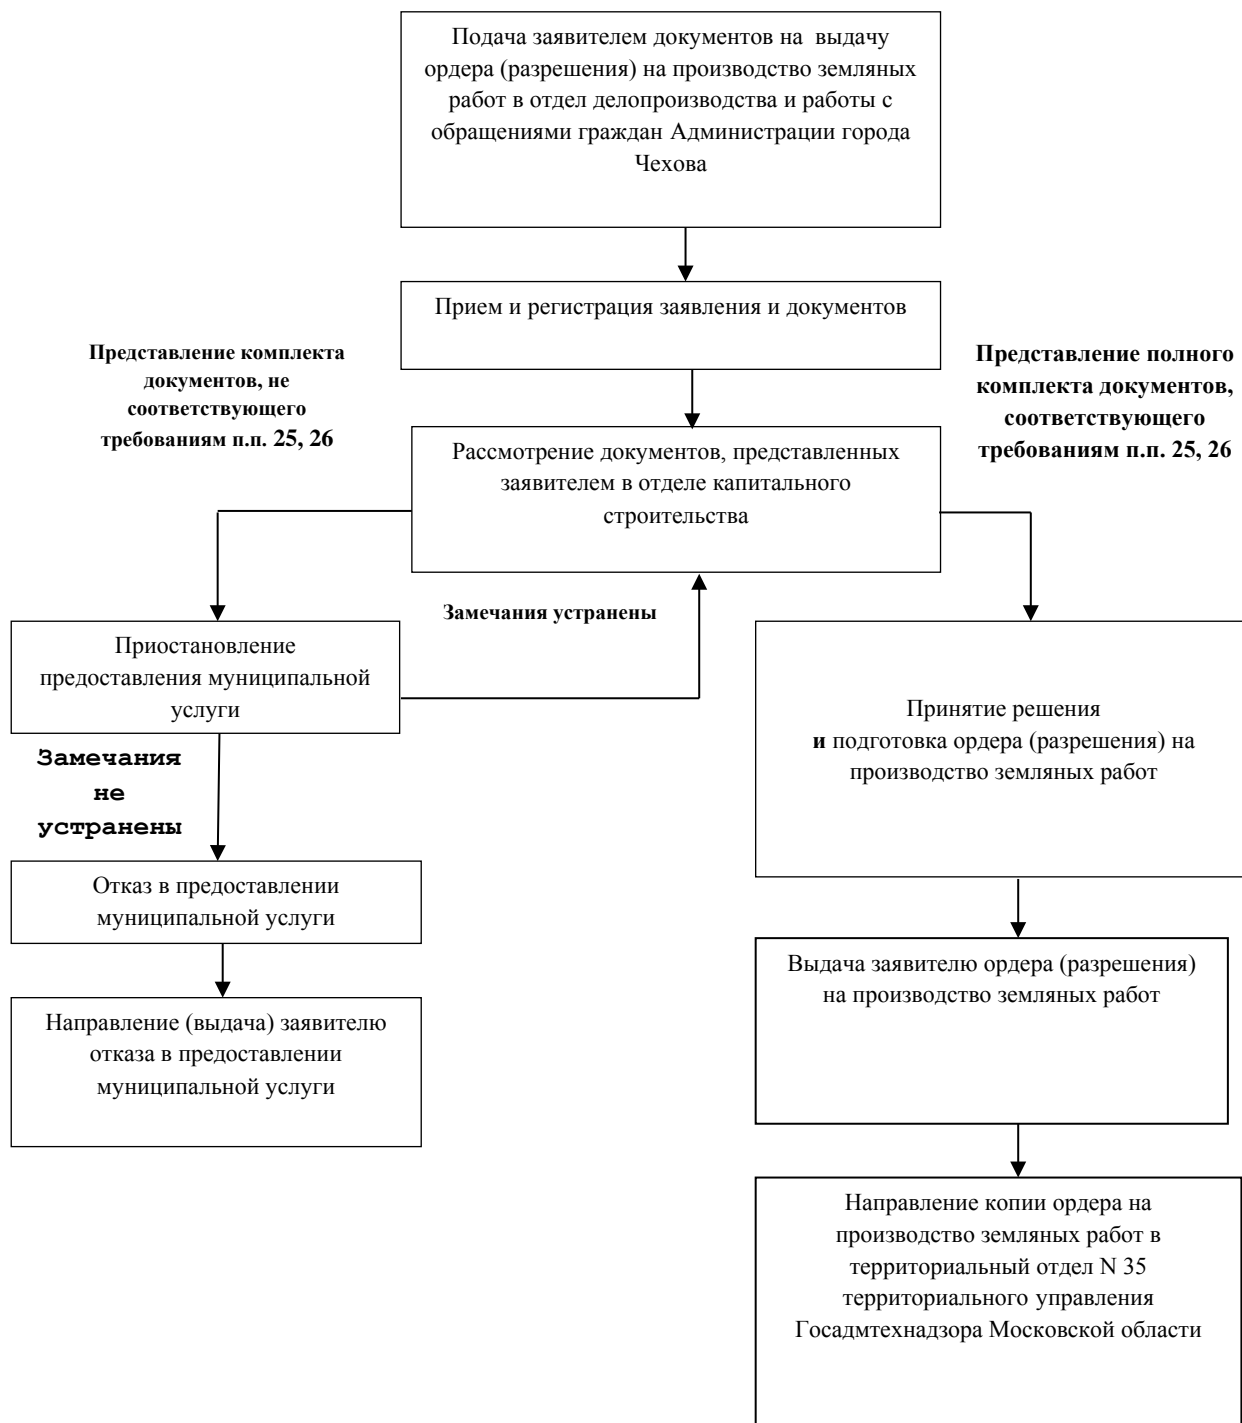 Подача заявителем документов на выдачу
ордера (разрешения) на производство земляных
работ в отдел делопроизводства и работы с
обращениями граждан Администрации города
Чехова
Прием и регистрация заявления и документов
Представление комплекта
документов, не
соответствующего
требованиям п.п. 25, 26
Представление полного
комплекта документов,
соответствующего
требованиям п.п. 25, 26
Рассмотрение документов, представленных
заявителем в отделе капитального
строительства
Замечания устранены
Приостановление
предоставления муниципальной
услуги
Принятие решения
и подготовка ордера (разрешения) на
производство земляных работ
Замечания
не
устранены
Отказ в предоставлении
муниципальной услуги
Выдача заявителю ордера (разрешения)
на производство земляных работ
Направление (выдача) заявителю
отказа в предоставлении
муниципальной услуги
Направление копии ордера на
производство земляных работ в
территориальный отдел N 35
территориального управления
Госадмтехнадзора Московской области